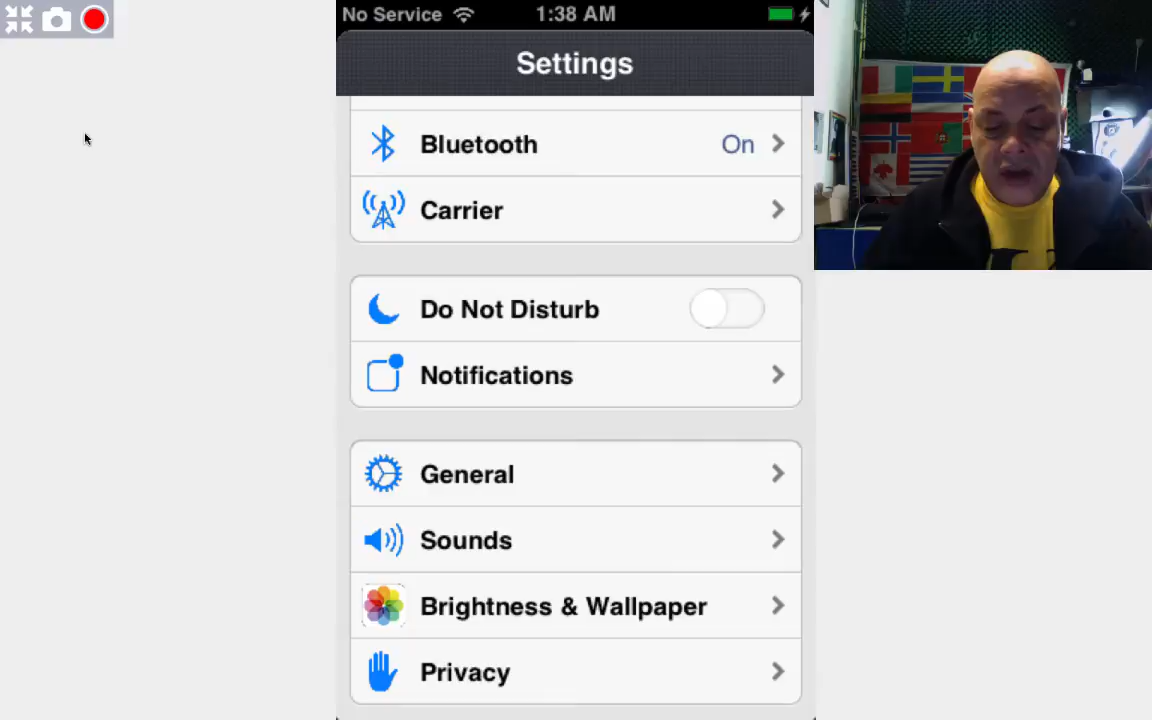 No Service 1:38 AM
Settings
Bluetooth On
Carrier
Do Not Disturb
Notifications
General
Sounds
Brightness & Wallpaper
Privacy